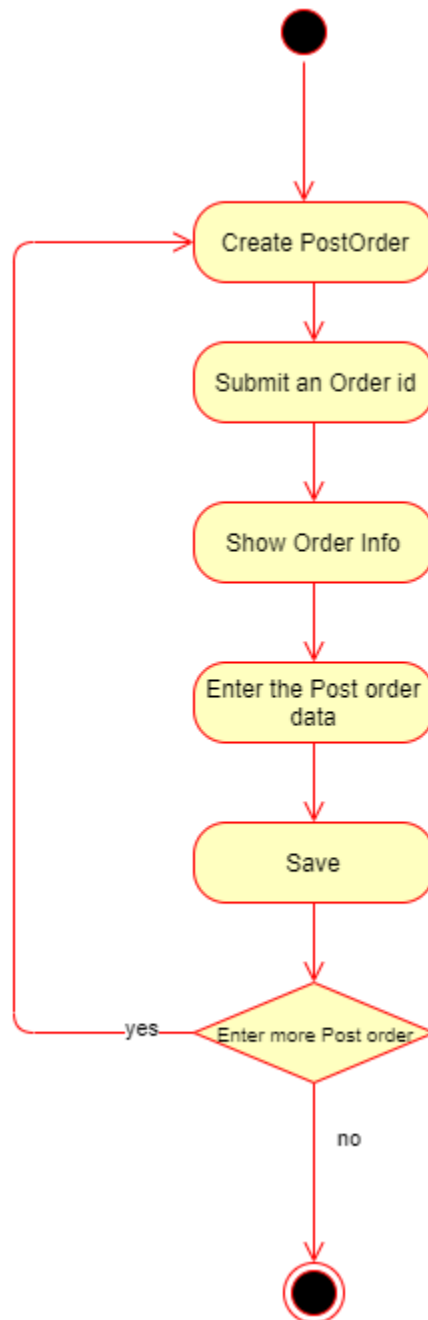 Create PostOrder
Submit an Order id
Show Order Info
Enter the Post order
data
Save
Enter more Post order
yes
no